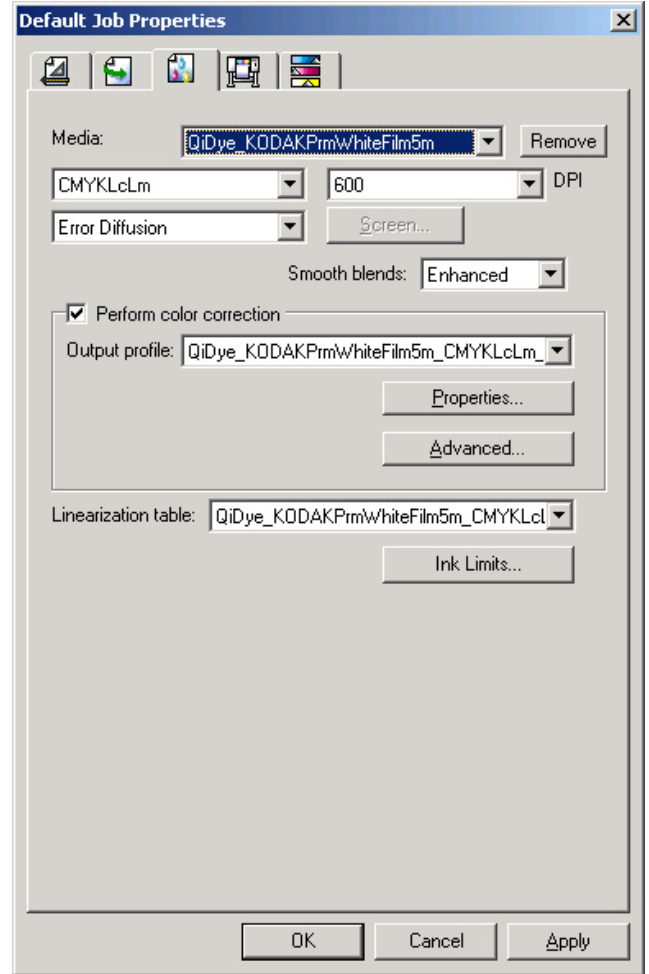 Default Job Properties
Media: QiDye_KODAKPrmWhiteFilm5m Remove
CMYKLcLm 600 DPI
Error Diffusion Screen...
Smooth blends: Enhanced
Perform color correction
Output profile: QiDye_KODAKPrmWhiteFilm5m_CMYKLcLm_
Properties...
Advanced...
Linearization table: QiDye_KODAKPrmWhiteFilm5m_CMYKLcL
Ink Limits...
OK Cancel Apply